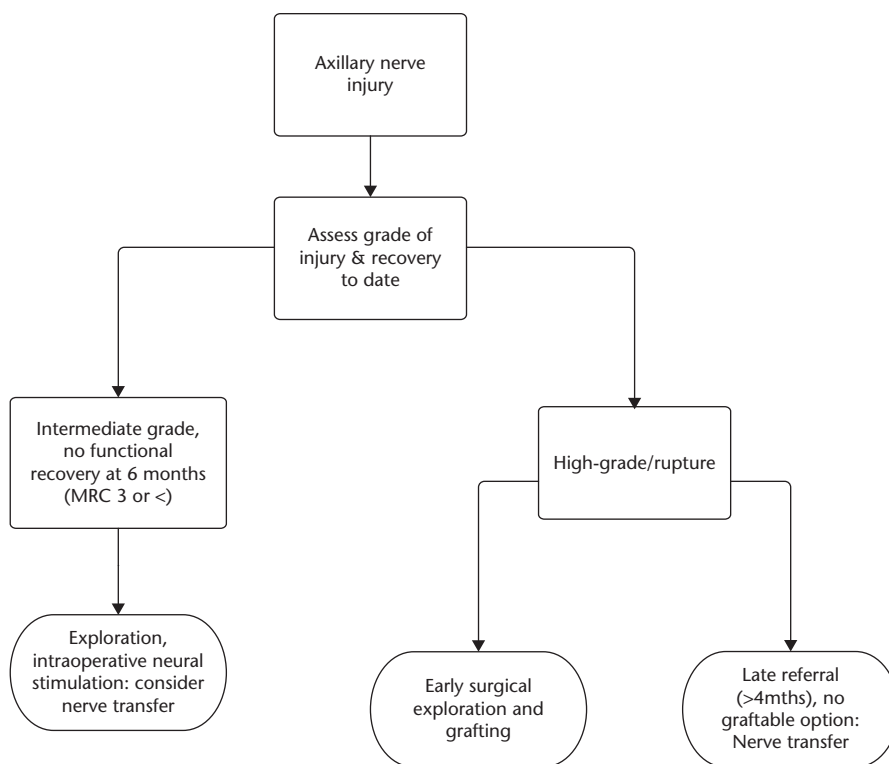 Axillary nerve
injury
Assess grade of
injury & recovery
to date
Intermediate grade,
no functional
recovery at 6 months
(MRC 3 or <)
High-grade/rupture
Exploration,
intraoperative neural
stimulation: consider
nerve transfer
Early surgical
exploration and
grafting
Late referral
(>4mths), no
graftable option:
Nerve transfer